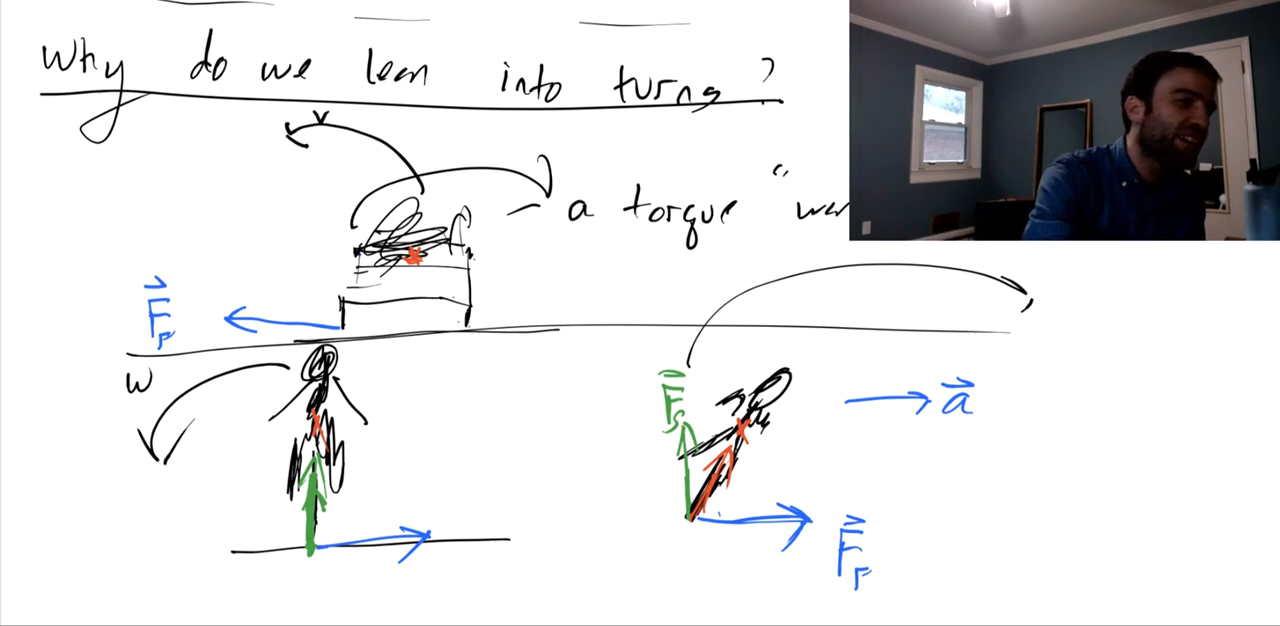 Why do we lean into turns?
- a torque "
F_F
w
F_S
a
F_F